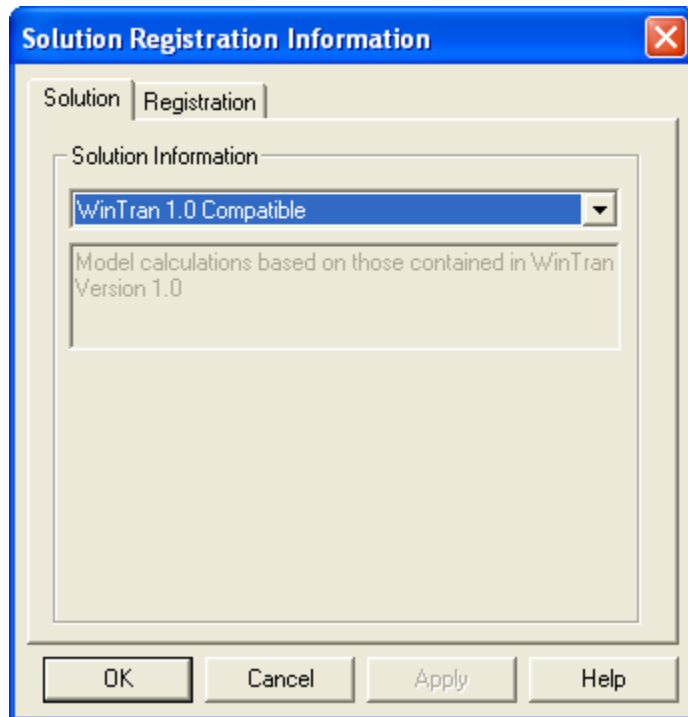 Solution Registration Information
Solution
Registration
Solution Information
WinTran 1.0 Compatible
Model calculations based on those contained in WinTran
Version 1.0
OK
Cancel
Apply
Help